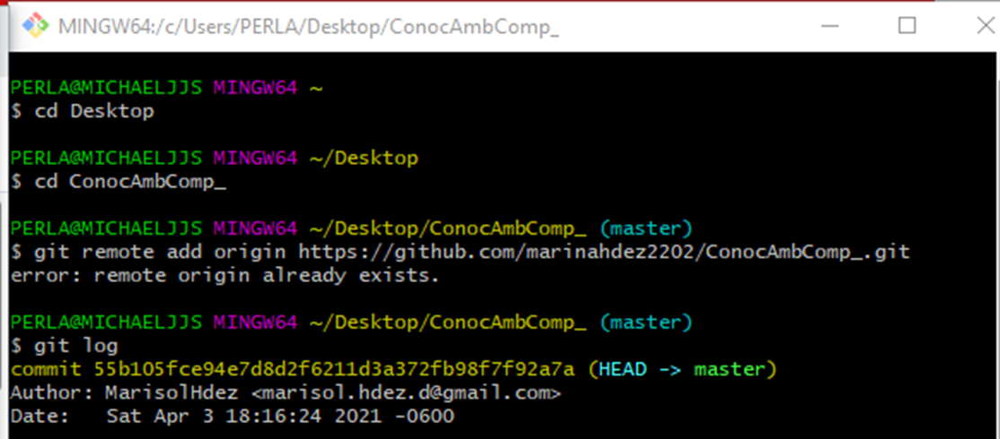 MINGW64:/c/Users/PERLA/Desktop/ConocAmbComp_
PERLA@MICHAELJJS MINGW64 ~
$ cd Desktop
PERLA@MICHAELJJS MINGW64 ~/Desktop
$ cd ConocAmbComp_
PERLA@MICHAELJJS MINGW64 ~/Desktop/ConocAmbComp_ (master)
$ git remote add origin https://github.com/marinahdez2202/ConocAmbComp_.git
error: remote origin already exists.
PERLA@MICHAELJJS MINGW64 ~/Desktop/ConocAmbComp_ (master)
$ git log
commit 55b105fce94e7d8d2f6211d3a372fb98f7f92a7a (HEAD -> master)
Author: MarisolHdez <marisol.hdez.d@gmail.com>
Date:   Sat Apr 3 18:16:24 2021 -0600